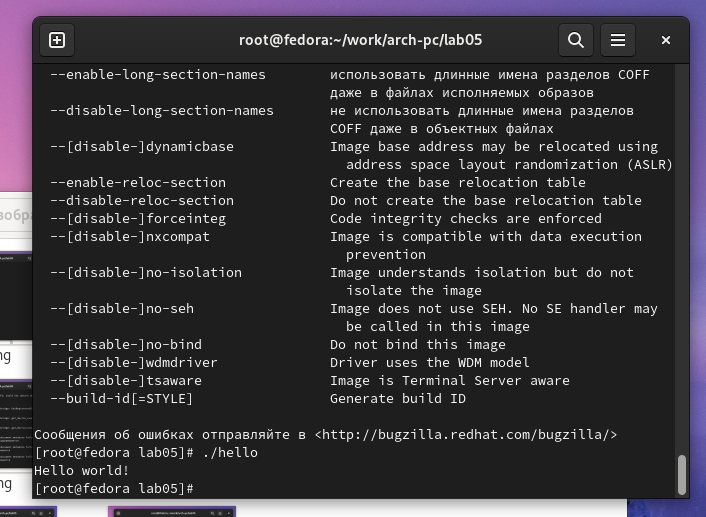 root@fedora:~/work/arch-pc/lab05
--enable-long-section-names использовать длинные имена разделов COFF
даже в файлах исполняемых образов
--disable-long-section-names не использовать длинные имена разделов
COFF даже в объектных файлах
--[disable-]dynamicbase Image base address may be relocated using
address space layout randomization (ASLR)
--enable-reloc-section Create the base relocation table
--disable-reloc-section Do not create the base relocation table
--[disable-]forceinteg Code integrity checks are enforced
--[disable-]nxcompat Image is compatible with data execution
prevention
--[disable-]no-isolation Image understands isolation but do not
isolate the image
--[disable-]no-seh Image does not use SEH. No SE handler may
be called in this image
--[disable-]no-bind Do not bind this image
--[disable-]wdmdriver Driver uses the WDM model
--[disable-]tsaware Image is Terminal Server aware
--build-id[=STYLE] Generate build ID
Сообщения об ошибках отправляйте в <http://bugzilla.redhat.com/bugzilla/>
[root@fedora lab05]# ./hello
Hello world!
[root@fedora lab05]#